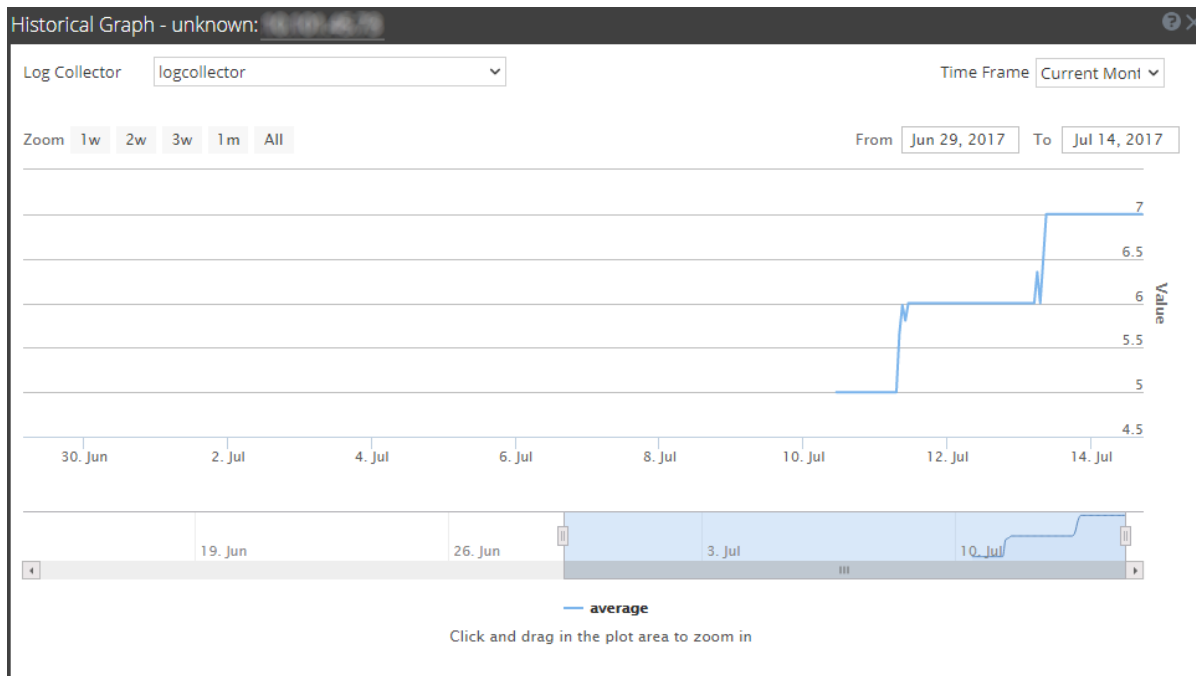 Historical Graph - unknown:
Log Collector logcollector Time Frame Current Mont
Zoom 1w 2w 3w 1m All From Jun 29, 2017 To Jul 14, 2017
7
6.5
6
5.5
5
4.5
Value
30. Jun 2. Jul 4. Jul 6. Jul 8. Jul 10. Jul 12. Jul 14. Jul
19. Jun 26. Jun 3. Jul 10. Jul
average
Click and drag in the plot area to zoom in